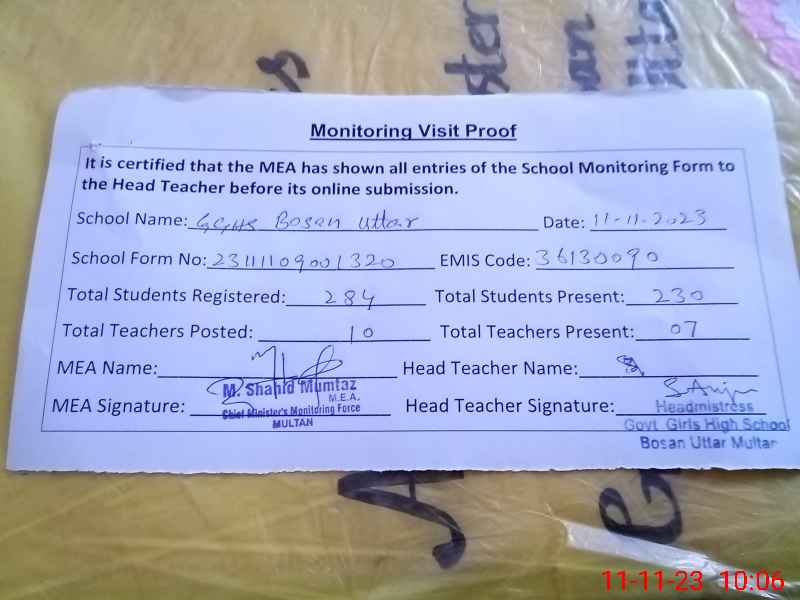 Monitoring Visit Proof
It is certified that the MEA has shown all entries of the School Monitoring Form to
the Head Teacher before its online submission.
School Name: GGHS Bosan Uttar Date: 11-11-2023
School Form No: 23111109001320 EMIS Code: 36130090
Total Students Registered: 284 Total Students Present: 230
Total Teachers Posted: 10 Total Teachers Present: 07
MEA Name: Head Teacher Name:
M. Shahid Mumtaz
M.E.A.
MEA Signature: Head Teacher Signature:
Chief Minister's Monitoring Force
MULTAN
Headmistress
Govt Girls High School
Bosan Uttar Multan
11-11-23 10:06